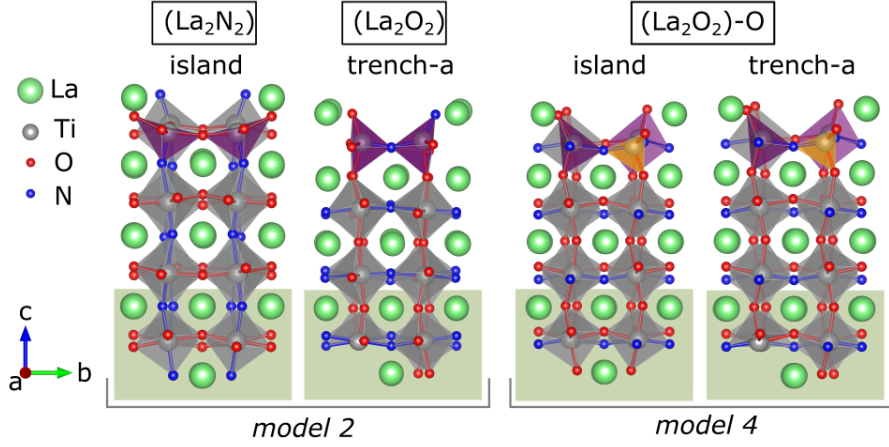 (La₂N₂)
(La₂O₂)
(La₂O₂)-O
island
trench-a
island
trench-a
La
Ti
O
N
c
a
b
model 2
model 4